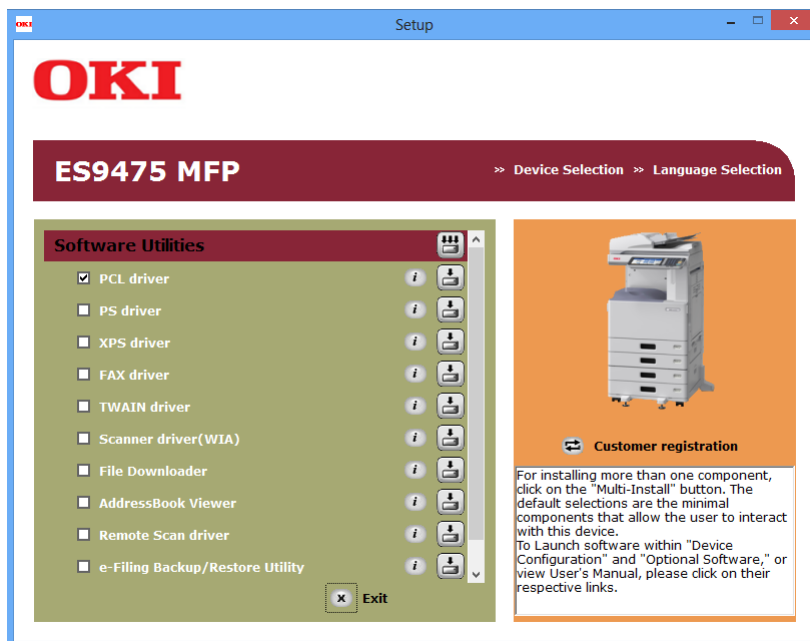 OKI
Setup
OKI
ES9475 MFP
» Device Selection » Language Selection
Software Utilities
PCL driver
PS driver
XPS driver
FAX driver
TWAIN driver
Scanner driver(WIA)
File Downloader
AddressBook Viewer
Remote Scan driver
e-Filing Backup/Restore Utility
x Exit
Customer registration
For installing more than one component,
click on the "Multi-Install" button. The
default selections are the minimal
components that allow the user to interact
with this device.
To Launch software within "Device
Configuration" and "Optional Software," or
view User's Manual, please click on their
respective links.